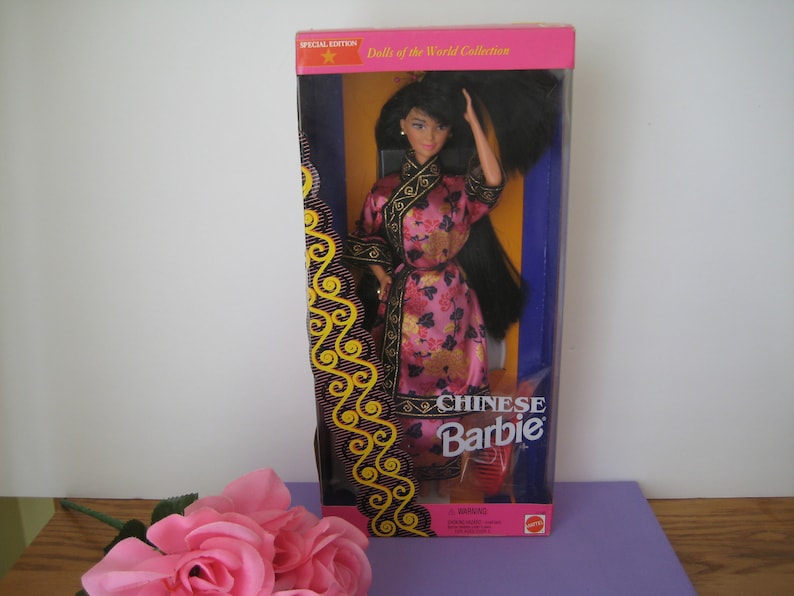 SPECIAL EDITION
Dolls of the World Collection
CHINESE
Barbie®
⚠ WARNING:
MATTEL